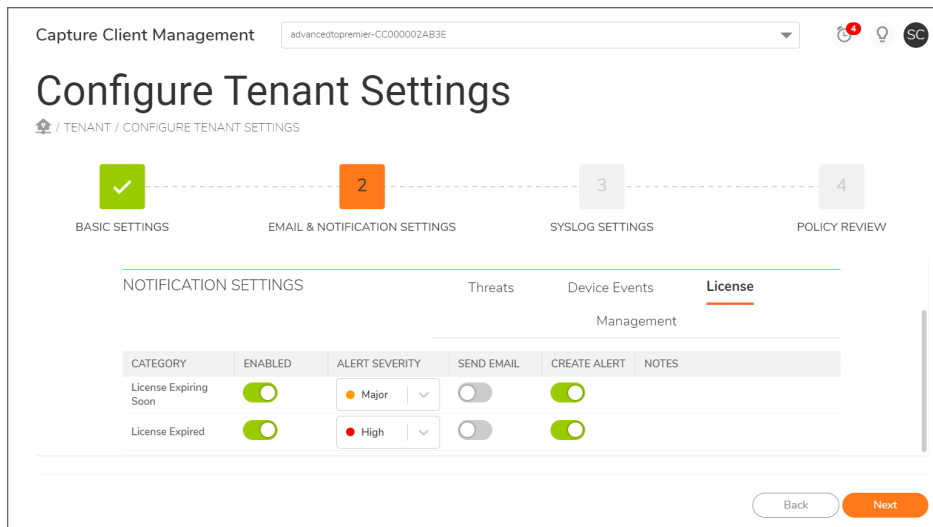 Capture Client Management
advancedtopremier-CC000002AB3E
4
SC
Configure Tenant Settings
/ TENANT / CONFIGURE TENANT SETTINGS
2
3
4
BASIC SETTINGS
EMAIL & NOTIFICATION SETTINGS
SYSLOG SETTINGS
POLICY REVIEW
NOTIFICATION SETTINGS
Threats
Device Events
License
Management
CATEGORY
ENABLED
ALERT SEVERITY
SEND EMAIL
CREATE ALERT
NOTES
License Expiring
Soon
Major
License Expired
High
Back
Next